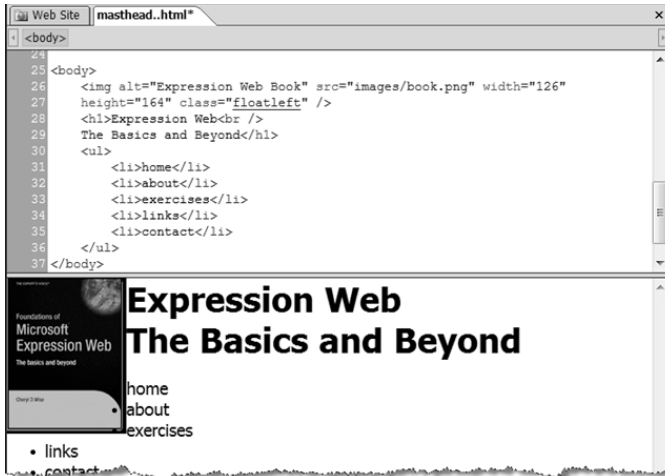 Web Site
masthead..html*
<body>
24
25 <body>
26 <img alt="Expression Web Book" src="images/book.png" width="126"
27 height="164" class="floatleft" />
28 <h1>Expression Web<br />
29 The Basics and Beyond</h1>
30 <ul>
31 <li>home</li>
32 <li>about</li>
33 <li>exercises</li>
34 <li>links</li>
35 <li>contact</li>
36 </ul>
37 </body>
Foundations of
Microsoft
Expression Web
The basics and beyond
Cheryl D Wise
Expression Web
The Basics and Beyond
home
about
exercises
links
contact